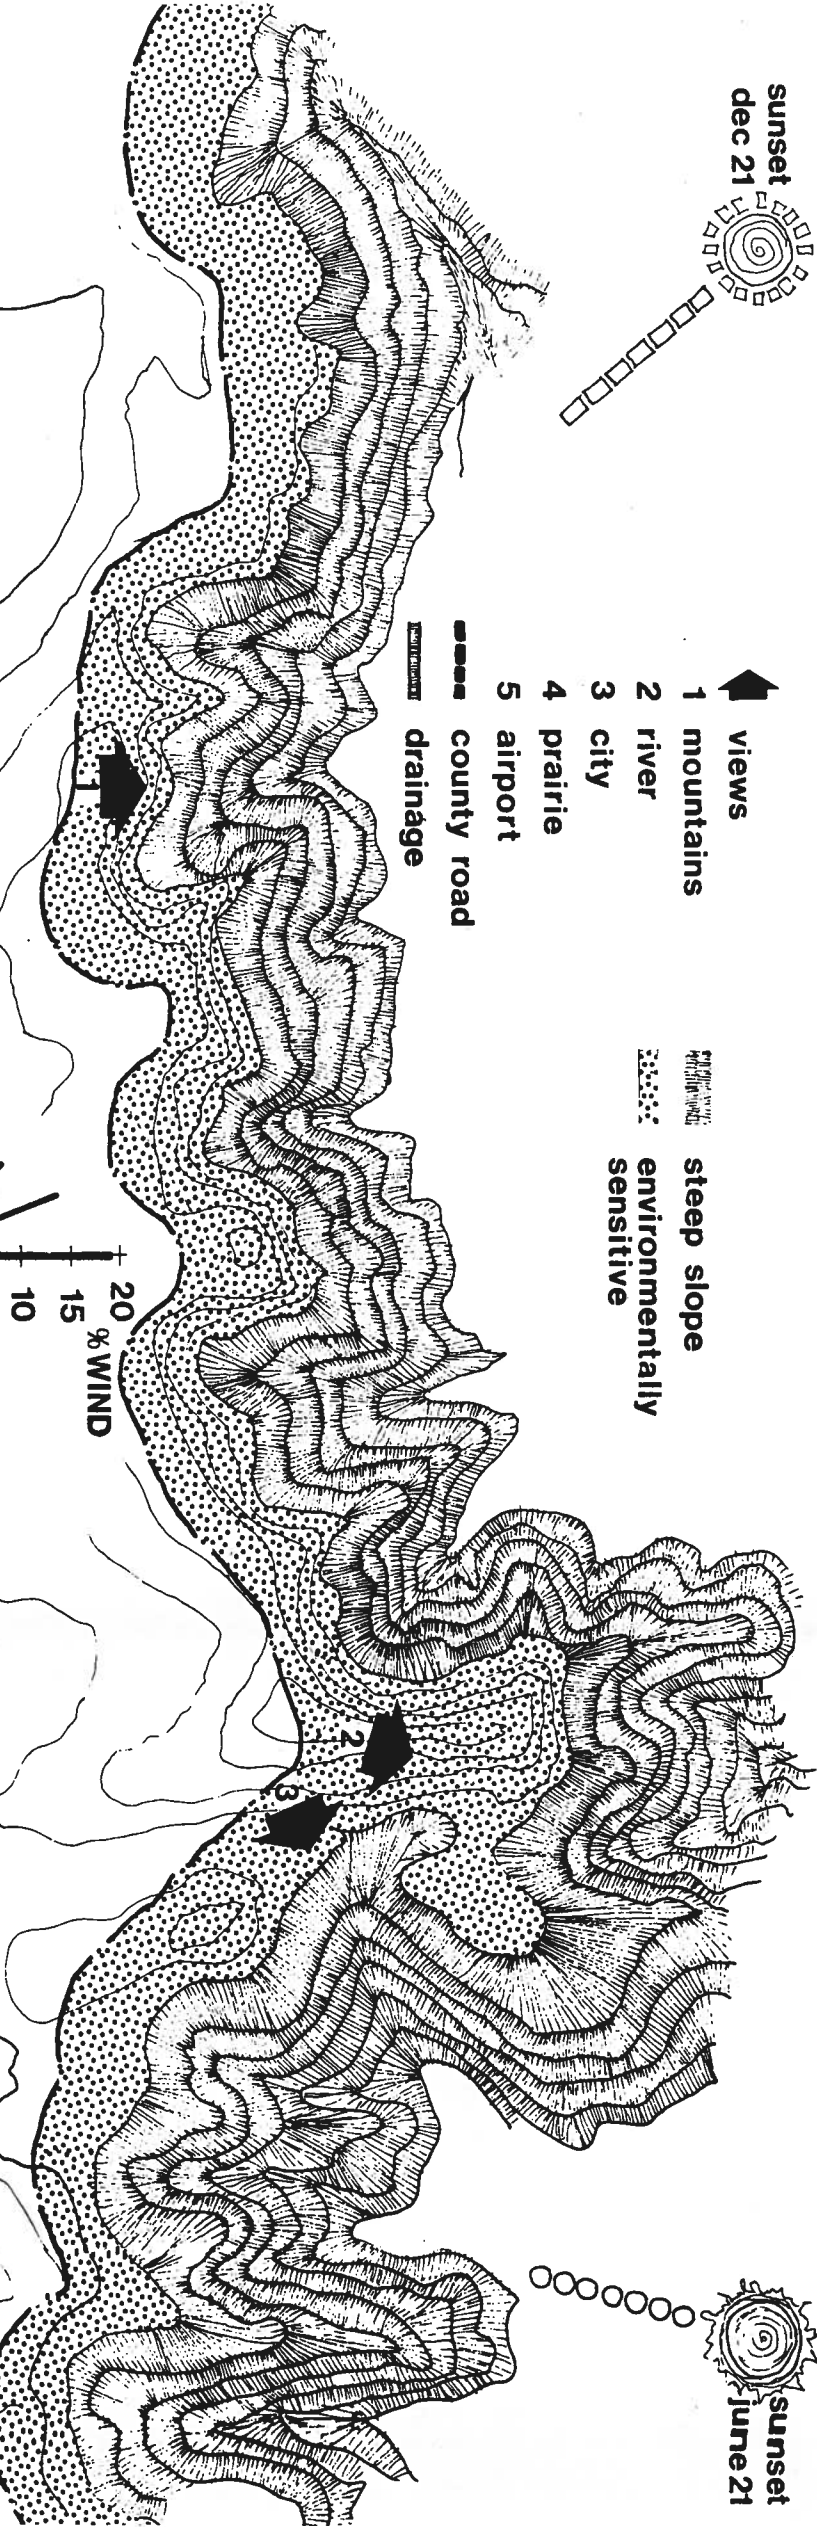 sunset
dec 21
views
1 mountains
2 river
3 city
4 prairie
5 airport
county road
drainage
steep slope
environmentally
sensitive
sunset
june 21
1
2
3
20
15
10
% WIND